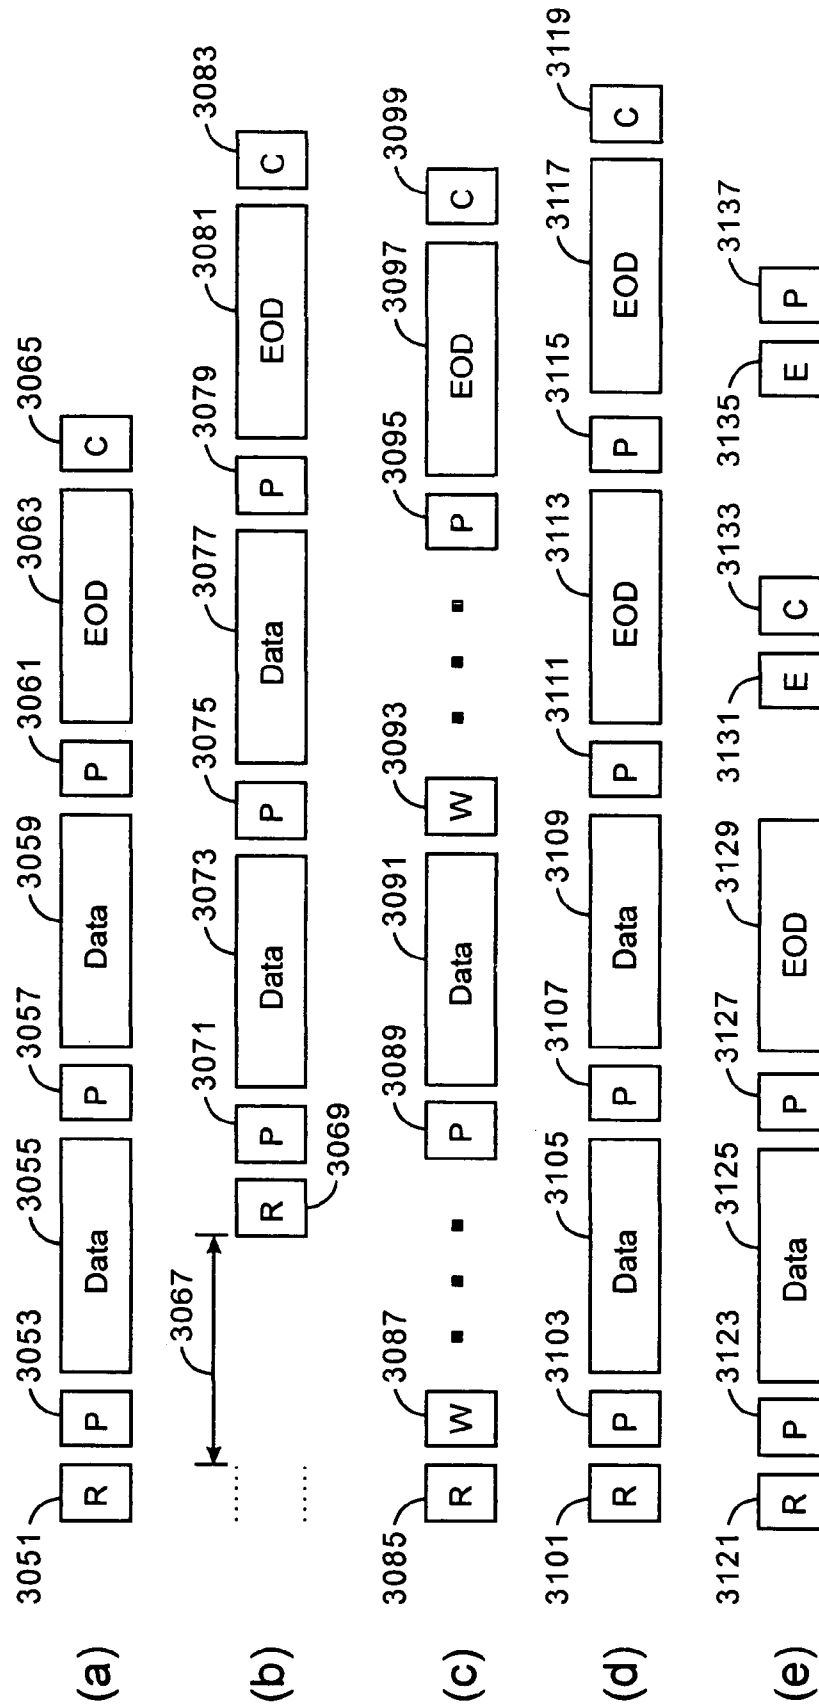 3051 3053 3055 3057 3059 3061 3063 3065
(a) R P Data P Data P EOD C
3067 3071 3073 3075 3077 3079 3081 3083
(b) R P Data P Data P EOD C
3069
3085 3087 3089 3091 3093 3095 3097 3099
(c) R W P Data W P EOD C
3101 3103 3105 3107 3109 3111 3113 3115 3117 3119
(d) R P Data P Data P EOD P EOD C
3121 3123 3125 3127 3129
(e) R P Data P EOD E C E P
3131 3133 3135 3137